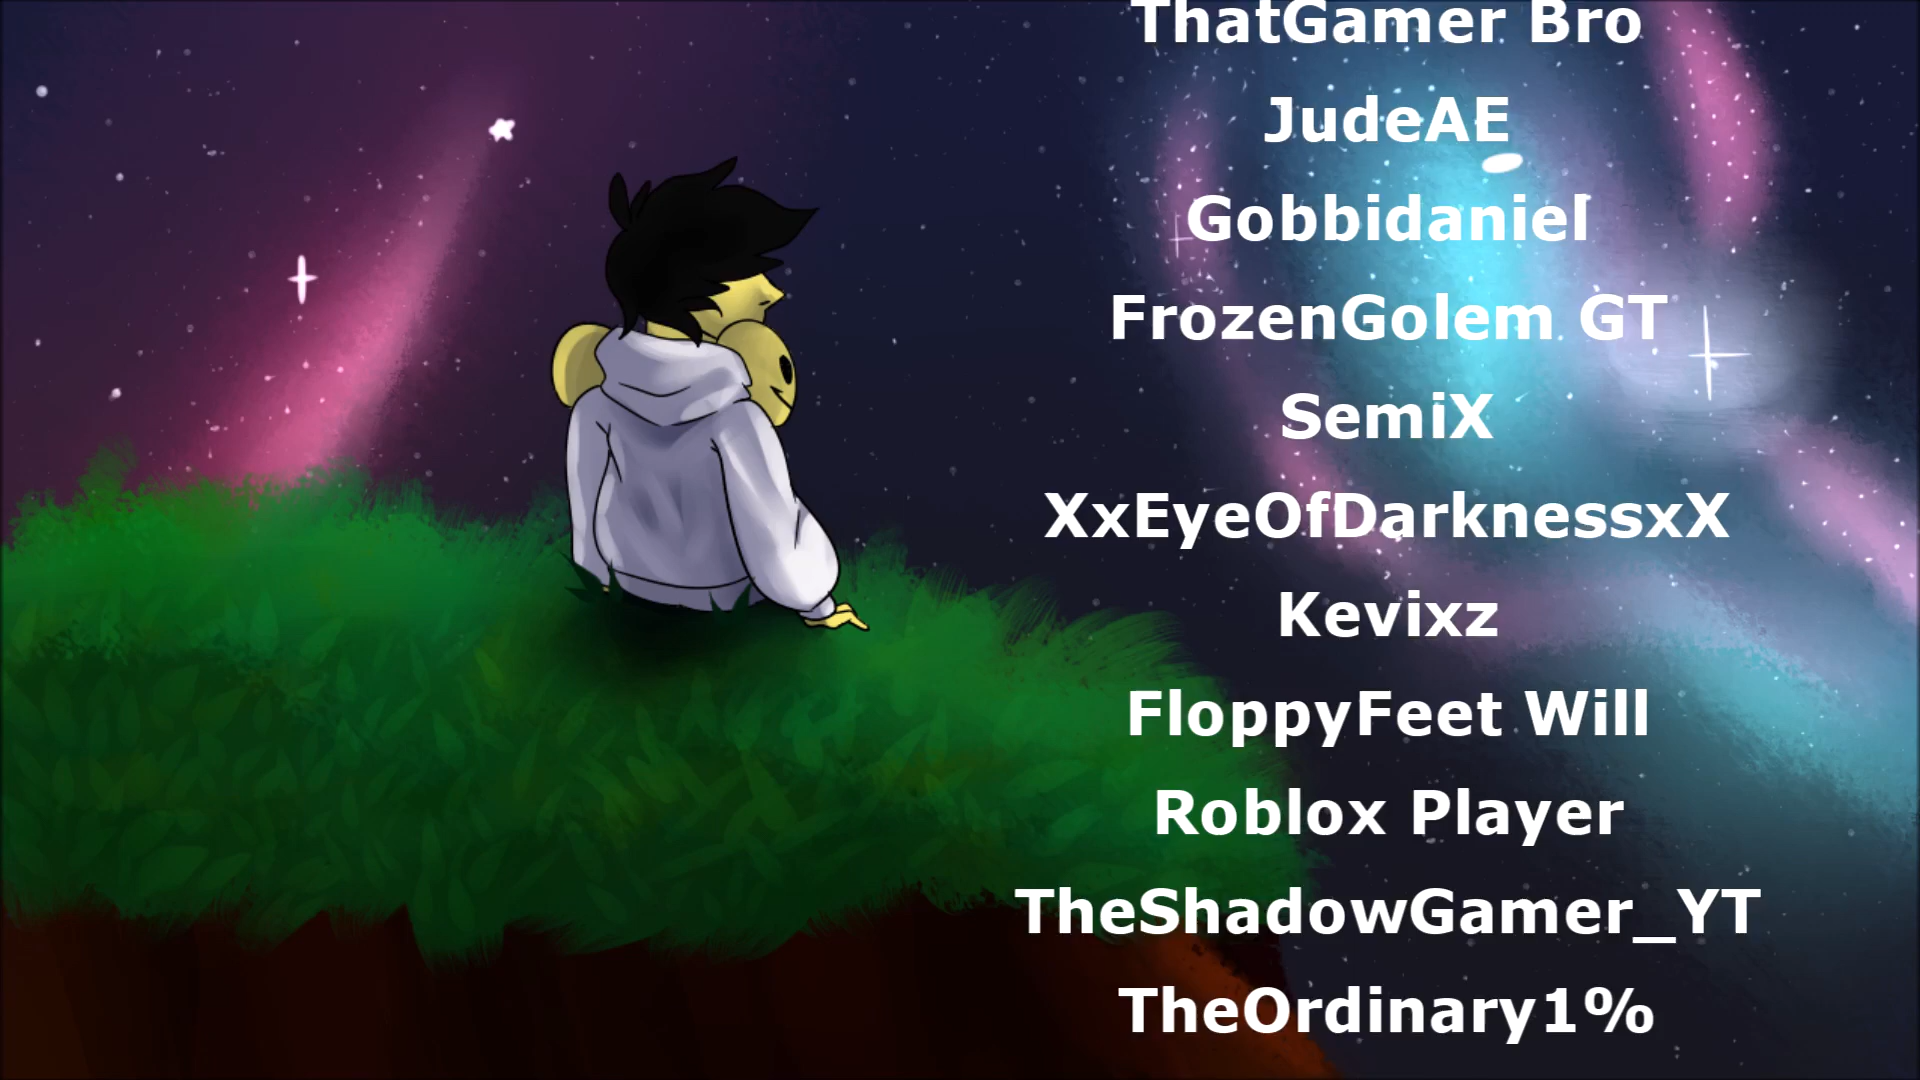 ThatGamer Bro
JudeAE
Gobbidaniel
FrozenGolem GT
SemiX
XxEyeOfDarknessxX
Kevixz
FloppyFeet Will
Roblox Player
TheShadowGamer_YT
TheOrdinary1%